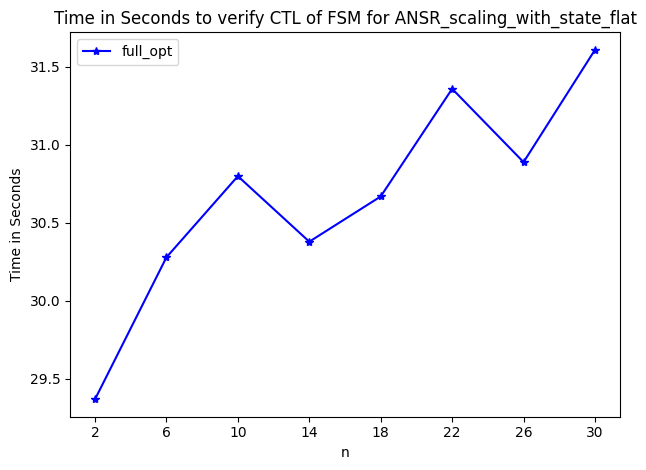 Time in Seconds to verify CTL of FSM for ANSR_scaling_with_state_flat
full_opt
31.5
31.0
30.5
30.0
29.5
Time in Seconds
2 6 10 14 18 22 26 30
n